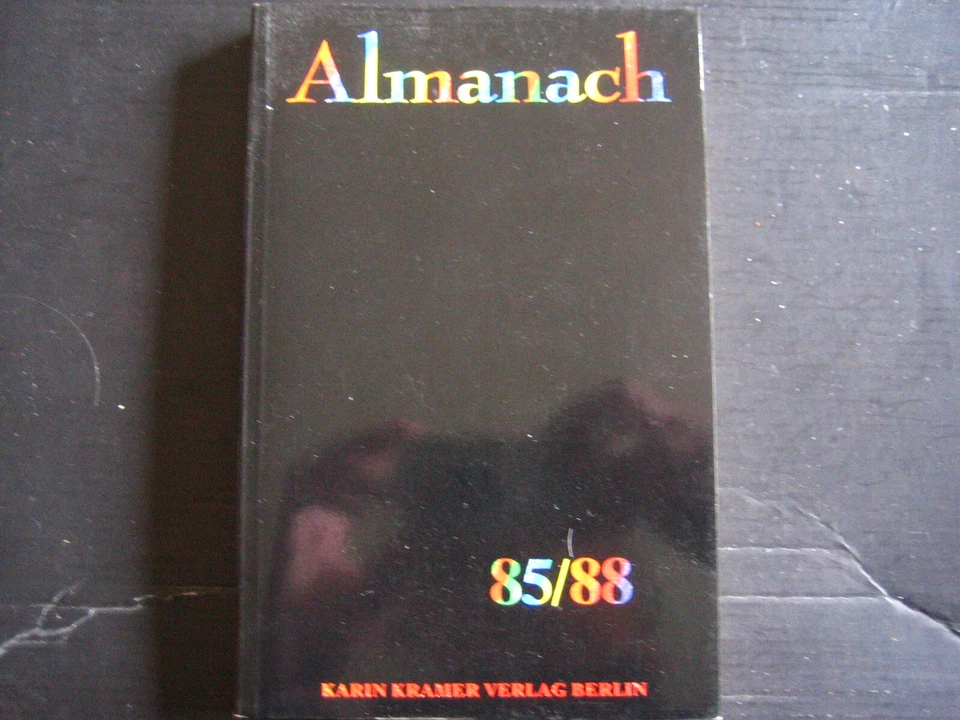 Almanach
85/88
KARIN KRAMER VERLAG BERLIN